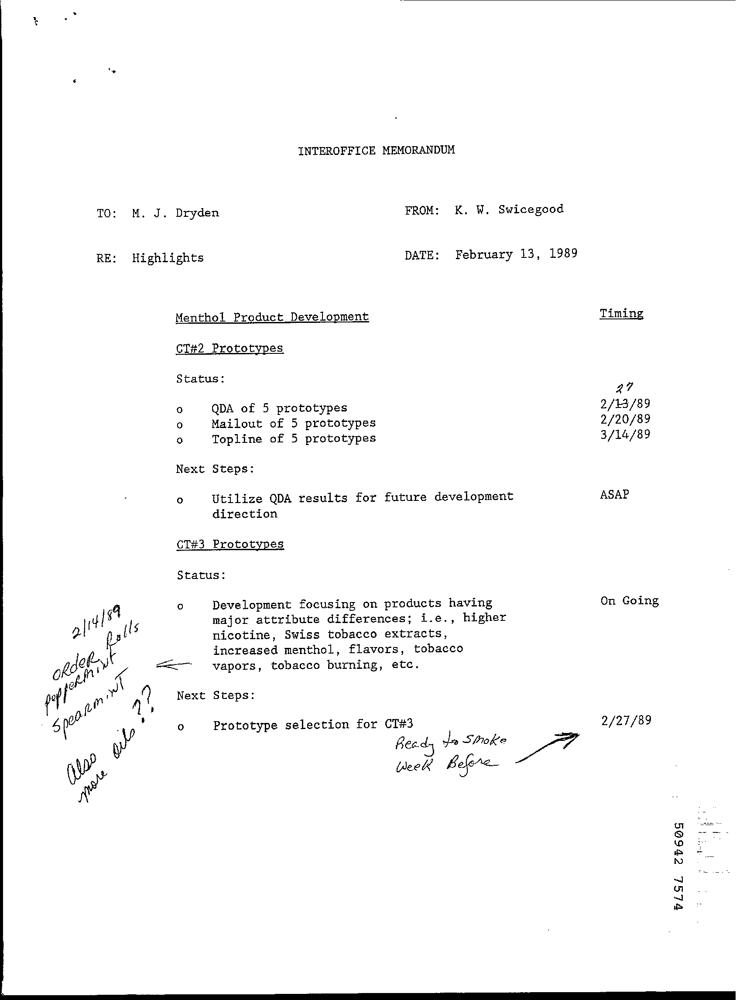 INTEROFFICE MEMORANDUM
TO: M. J. Dryden
FROM: K. W. Swicegood
RE: Highlights
DATE: February 13, 1989
Menthol Product Development
Timing
CT#2 Prototypes
Status:
27
o QDA of 5 prototypes 2/13/89
o Mailout of 5 prototypes 2/20/89
o Topline of 5 prototypes 3/14/89
Next Steps:
o Utilize QDA results for future development ASAP
direction
CT#3 Prototypes
Status:
o Development focusing on products having On Going
major attribute differences; i.e., higher
nicotine, Swiss tobacco extracts,
increased menthol, flavors, tobacco
vapors, tobacco burning, etc.
2/14/89
ORDER Rolls
peppermint
spearmint
Also
more oils ??
Next Steps:
o Prototype selection for CT#3 2/27/89
Ready to smoke
Week Before
50942 7574